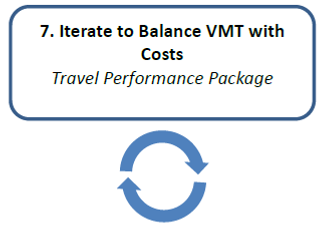 7. Iterate to Balance VMT with
Costs
Travel Performance Package